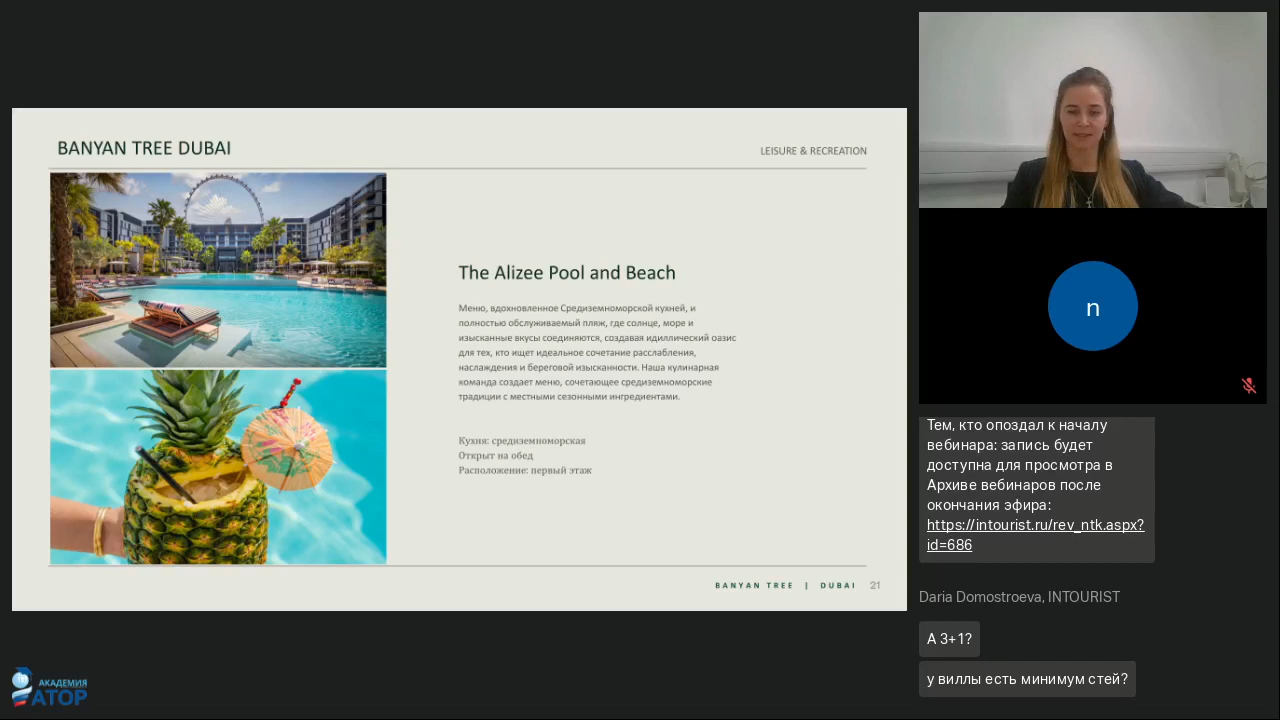 BANYAN TREE DUBAI
LEISURE & RECREATION
The Alizee Pool and Beach
Меню, вдохновленное Средиземноморской кухней, и
полностью обслуживаемый пляж, где солнце, море и
изысканные вкусы соединяются, создавая идиллический оазис
для тех, кто ищет идеальное сочетание расслабления,
наслаждения и береговой изысканности. Наша кулинарная
команда создает меню, сочетающее средиземноморские
традиции с местными сезонными ингредиентами.
Кухня: средиземноморская
Открыт на обед
Расположение: первый этаж
BANYAN TREE | DUBAI 21
АКАДЕМИЯ
АТОР
n
Тем, кто опоздал к началу
вебинара: запись будет
доступна для просмотра в
Архиве вебинаров после
окончания эфира:
https://intourist.ru/rev_ntk.aspx?
id=686
Daria Domostroeva, INTOURIST
А 3+1?
у виллы есть минимум стей?